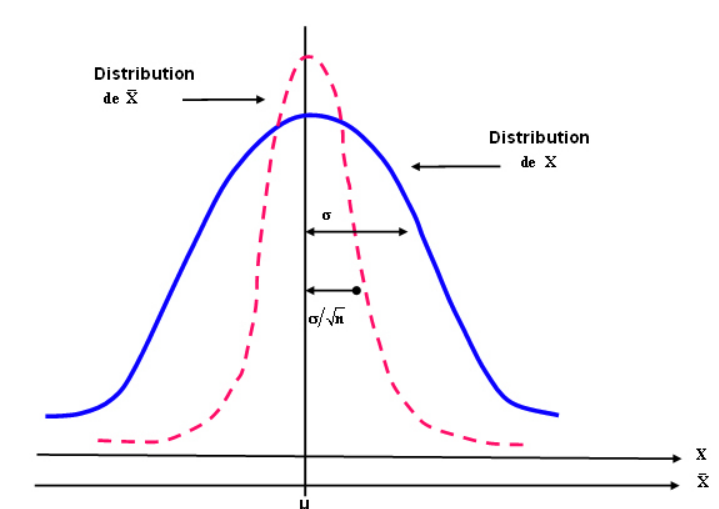 Distribution
de X̄
Distribution
de X
σ
σ/√n
X
X̄
μ